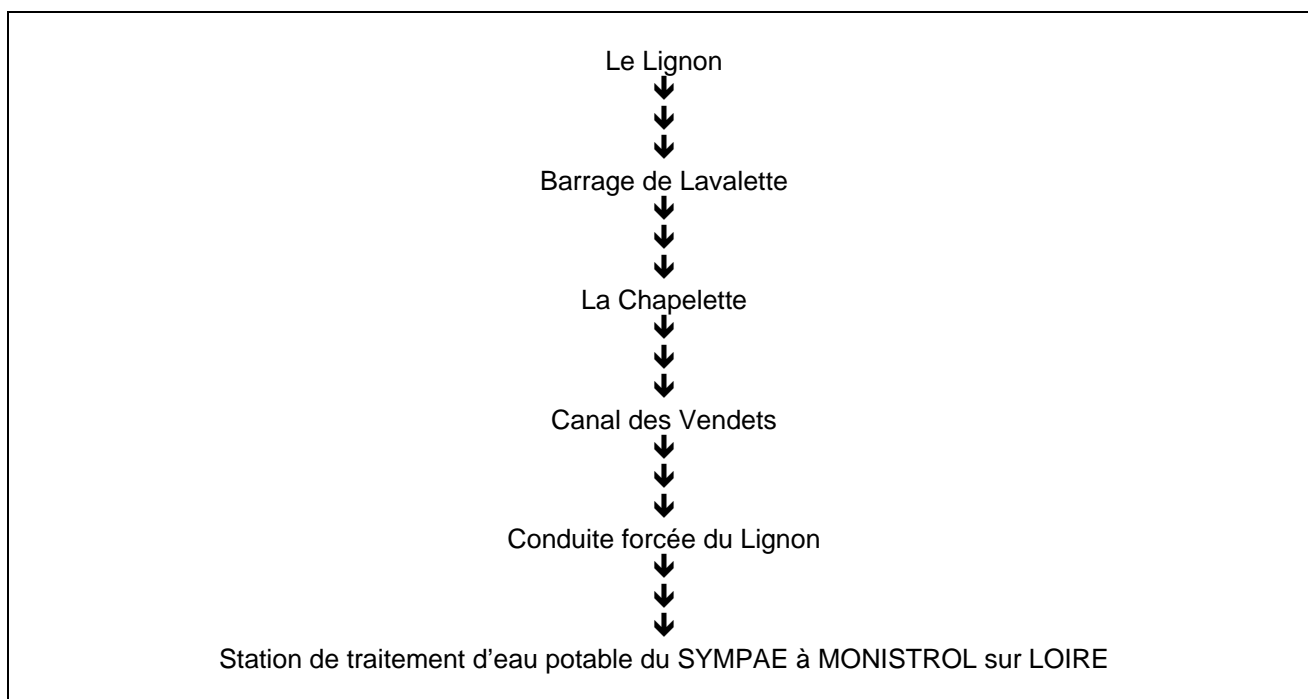 Le Lignon
Barrage de Lavalette
La Chapelette
Canal des Vendets
Conduite forcée du Lignon
Station de traitement d'eau potable du SYMPAE à MONISTROL sur LOIRE